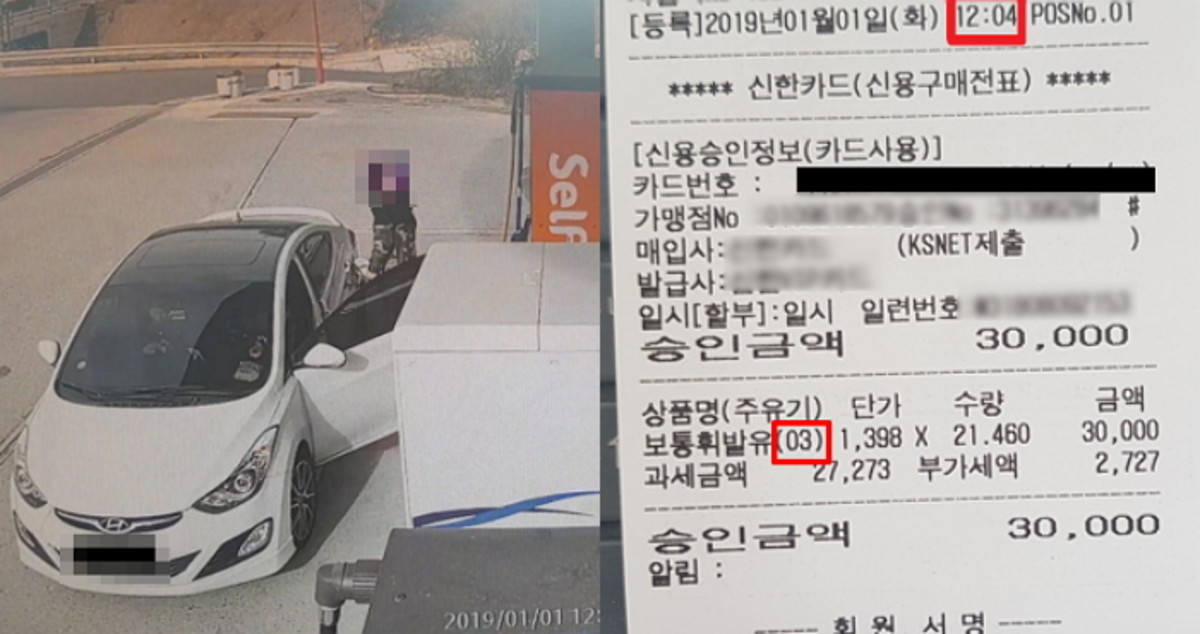 Self
2019/01/01 12:
[등록]2019년01월01일(화) 12:04 POSNo.01
***** 신한카드(신용구매전표) *****
[신용승인정보(카드사용)]
카드번호 :
가맹점No #
매입사: (KSNET제출 )
발급사:
일시[할부]:일시 일련번호
승인금액 30,000
상품명(주유기) 단가 수량 금액
보통휘발유(03) 1,398 X 21.460 30,000
과세금액 27,273 부가세액 2,727
승인금액 30,000
알림 :
----- 회 원 서 명 -----